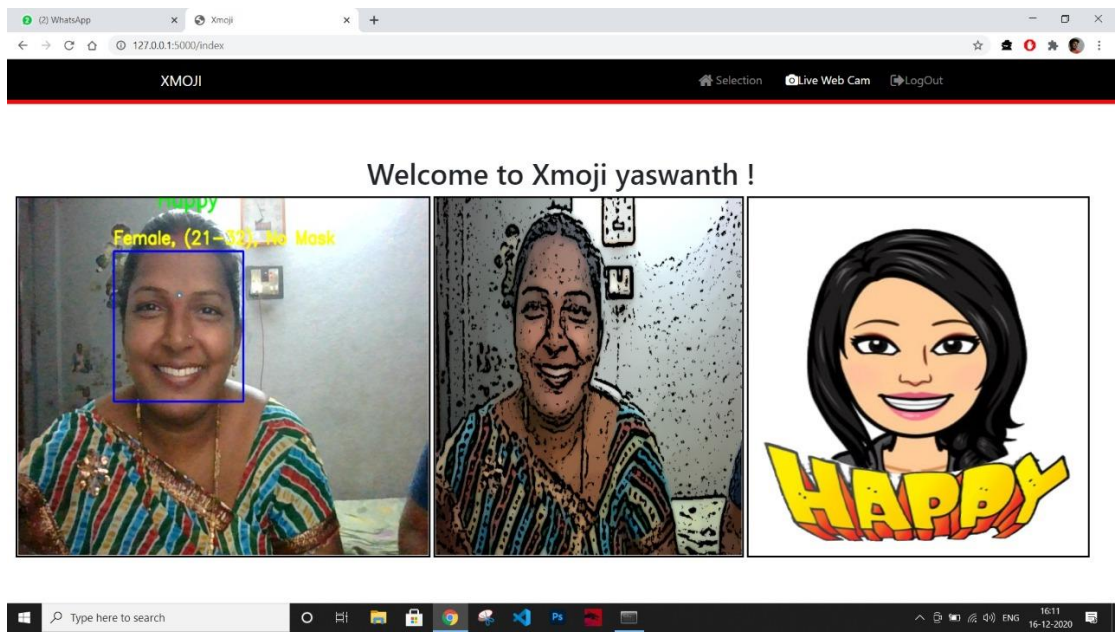 (2) WhatsApp
Xmoji
127.0.0.1:5000/index
XMOJI
Selection
Live Web Cam
LogOut
Welcome to Xmoji yaswanth !
Happy
Female, (21-32), No Mask
HAPPY
Type here to search
Ps
ENG
16:11
16-12-2020